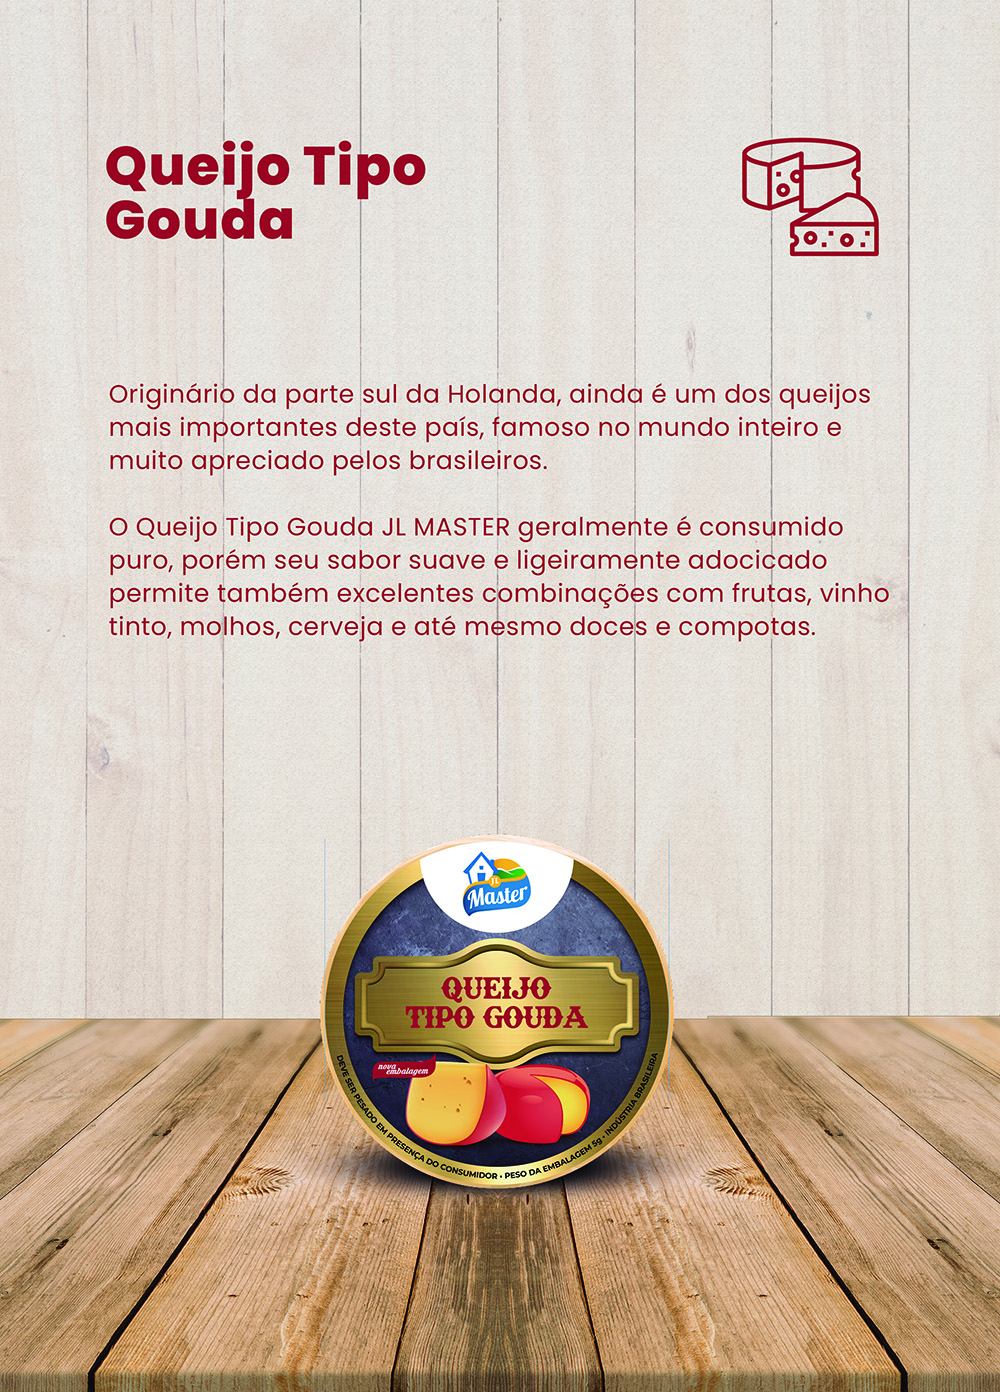 Queijo Tipo
Gouda
Originário da parte sul da Holanda, ainda é um dos queijos
mais importantes deste país, famoso no mundo inteiro e
muito apreciado pelos brasileiros.
O Queijo Tipo Gouda JL MASTER geralmente é consumido
puro, porém seu sabor suave e ligeiramente adocicado
permite também excelentes combinações com frutas, vinho
tinto, molhos, cerveja e até mesmo doces e compotas.
JL
Master
QUEIJO
TIPO GOUDA
nova
embalagem
DEVE SER PESADO EM PRESENÇA DO CONSUMIDOR • PESO DA EMBALAGEM 5g • INDÚSTRIA BRASILEIRA